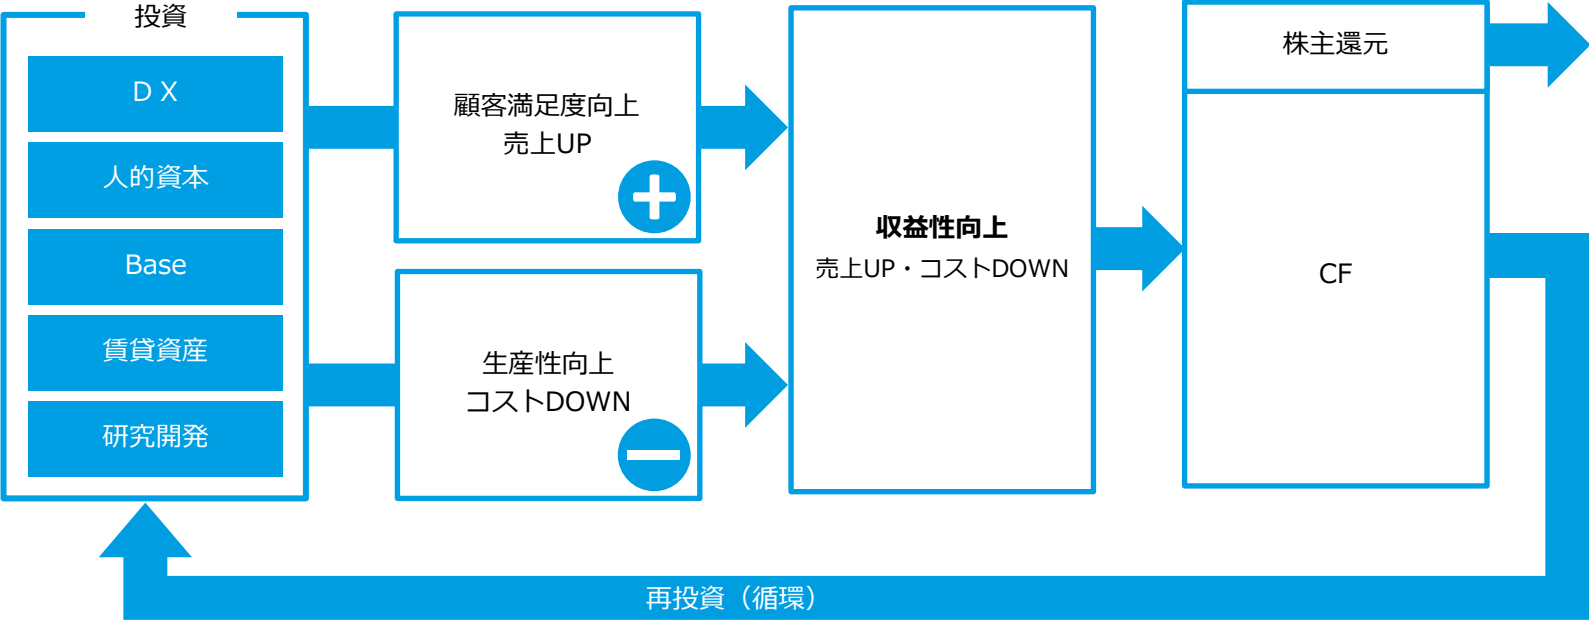 投資
ＤＸ
人的資本
Base
賃貸資産
研究開発
顧客満足度向上
売上UP
生産性向上
コストDOWN
収益性向上
売上UP・コストDOWN
株主還元
CF
再投資（循環）